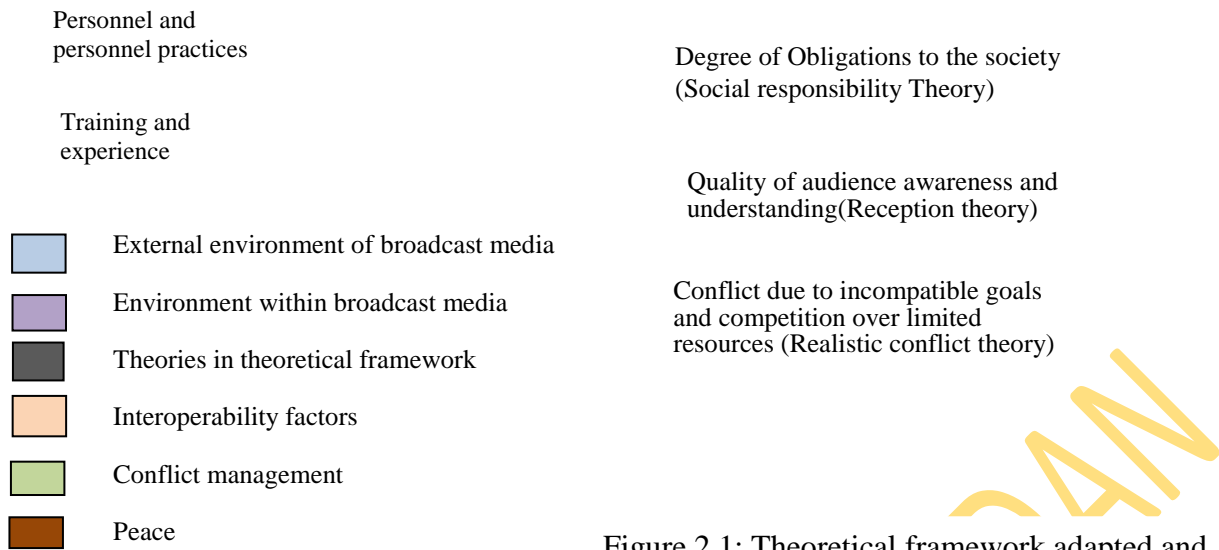 Personnel and
personnel practices
Training and
experience
External environment of broadcast media
Environment within broadcast media
Theories in theoretical framework
Interoperability factors
Conflict management
Peace
Degree of Obligations to the society
(Social responsibility Theory)
Quality of audience awareness and
understanding(Reception theory)
Conflict due to incompatible goals
and competition over limited
resources (Realistic conflict theory)
Figure 2.1: Theoretical framework adapted and